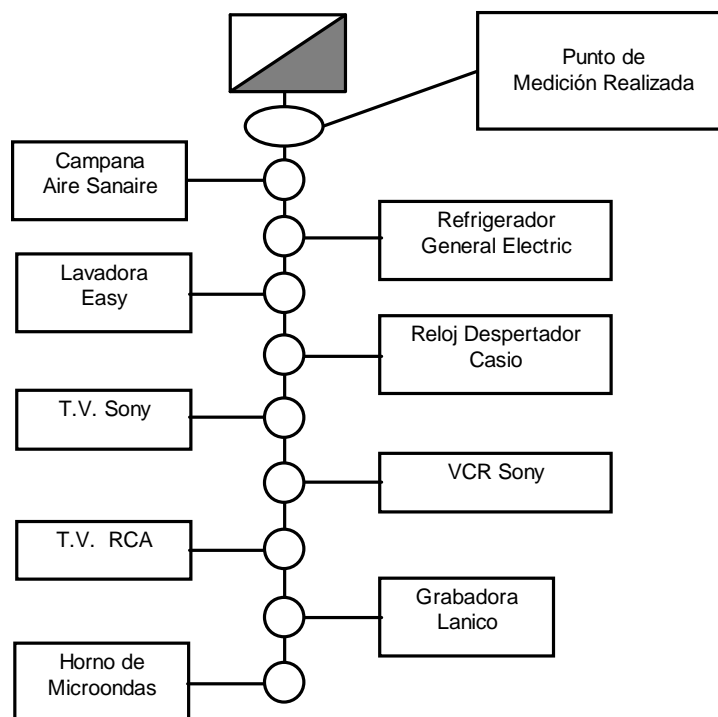 Punto de
Medición Realizada
Campana
Aire Sanaire
Refrigerador
General Electric
Lavadora
Easy
Reloj Despertador
Casio
T.V. Sony
VCR Sony
T.V. RCA
Grabadora
Lanico
Horno de
Microondas